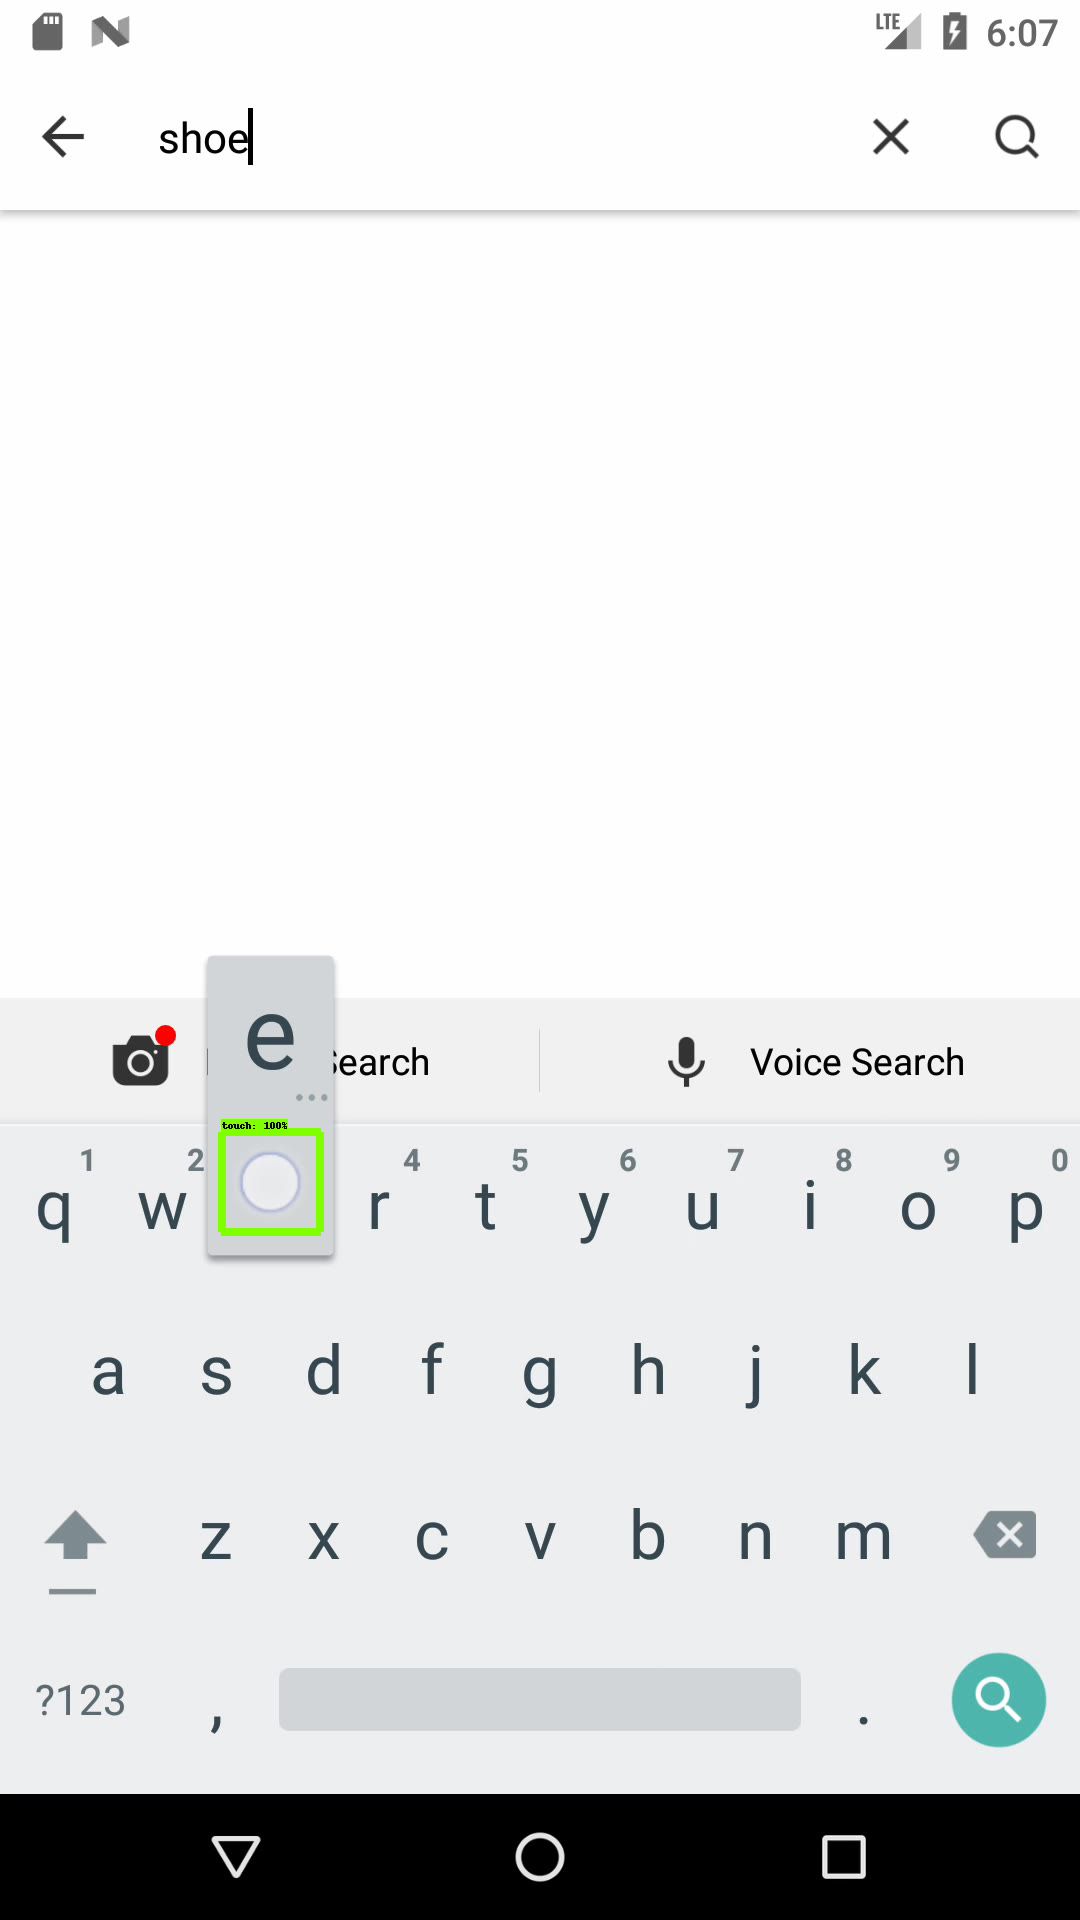 LTE 6:07
shoe
e
earch
Voice Search
touch: 100%
1 2 4 5 6 7 8 9 0
q w r t y u i o p
a s d f g h j k l
z x c v b n m
?123 , .